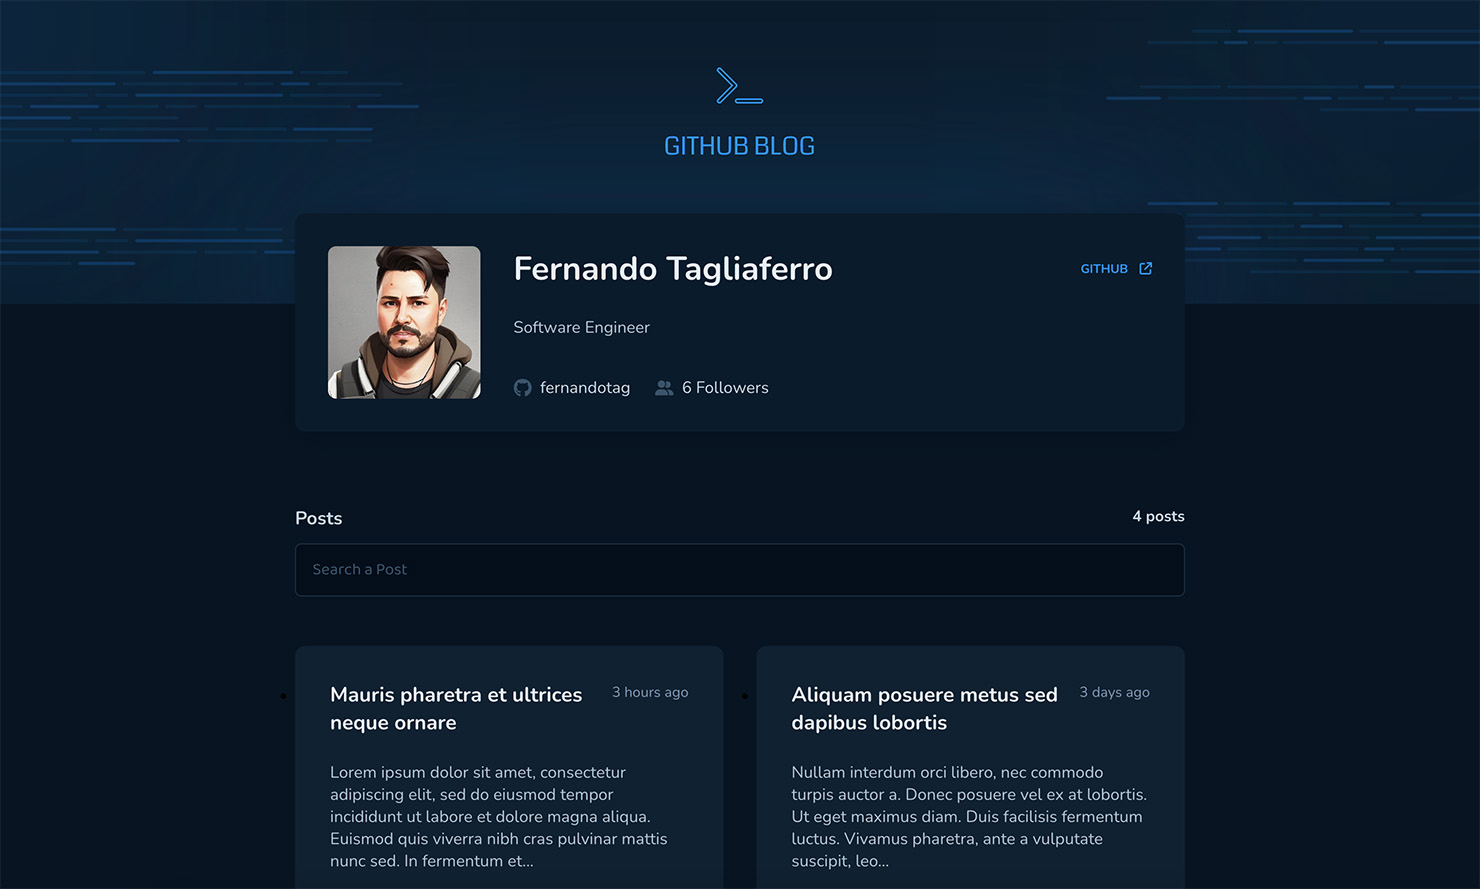 GITHUB BLOG
Fernando Tagliaferro
GITHUB
Software Engineer
fernandotag
6 Followers
Posts
4 posts
Search a Post
Mauris pharetra et ultrices
neque ornare
3 hours ago
Lorem ipsum dolor sit amet, consectetur
adipiscing elit, sed do eiusmod tempor
incididunt ut labore et dolore magna aliqua.
Euismod quis viverra nibh cras pulvinar mattis
nunc sed. In fermentum et...
Aliquam posuere metus sed
dapibus lobortis
3 days ago
Nullam interdum orci libero, nec commodo
turpis auctor a. Donec posuere vel ex at lobortis.
Ut eget maximus diam. Duis facilisis fermentum
luctus. Vivamus pharetra, ante a vulputate
suscipit, leo...